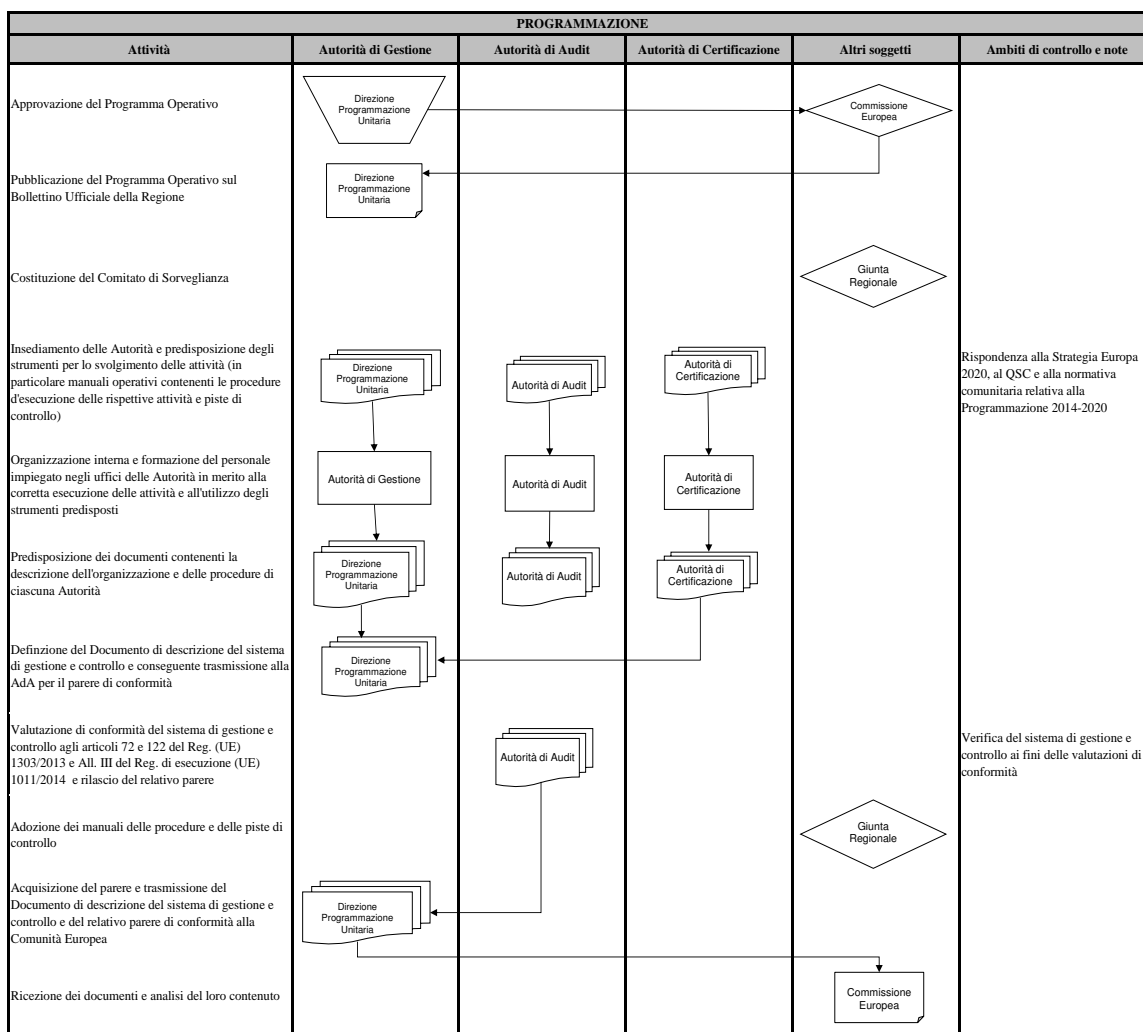 PROGRAMMAZIONE
Attività
Autorità di Gestione
Autorità di Audit
Autorità di Certificazione
Altri soggetti
Ambiti di controllo e note
Approvazione del Programma Operativo
Direzione
Programmazione
Unitaria
Commissione
Europea
Pubblicazione del Programma Operativo sul
Bollettino Ufficiale della Regione
Direzione
Programmazione
Unitaria
Costituzione del Comitato di Sorveglianza
Giunta
Regionale
Insediamento delle Autorità e predisposizione degli
strumenti per lo svolgimento delle attività (in
particolare manuali operativi contenenti le procedure
d'esecuzione delle rispettive attività e piste di
controllo)
Direzione
Programmazione
Unitaria
Autorità di Audit
Autorità di
Certificazione
Rispondenza alla Strategia Europa
2020, al QSC e alla normativa
comunitaria relativa alla
Programmazione 2014-2020
Organizzazione interna e formazione del personale
impiegato negli uffici delle Autorità in merito alla
corretta esecuzione delle attività e all'utilizzo degli
strumenti predisposti
Autorità di Gestione
Autorità di Audit
Autorità di
Certificazione
Predisposizione dei documenti contenenti la
descrizione dell'organizzazione e delle procedure di
ciascuna Autorità
Direzione
Programmazione
Unitaria
Autorità di Audit
Autorità di
Certificazione
Definzione del Documento di descrizione del sistema
di gestione e controllo e conseguente trasmissione alla
AdA per il parere di conformità
Direzione
Programmazione
Unitaria
Valutazione di conformità del sistema di gestione e
controllo agli articoli 72 e 122 del Reg. (UE)
1303/2013 e All. III del Reg. di esecuzione (UE)
1011/2014 e rilascio del relativo parere
Autorità di Audit
Verifica del sistema di gestione e
controllo ai fini delle valutazioni di
conformità
Adozione dei manuali delle procedure e delle piste di
controllo
Giunta
Regionale
Acquisizione del parere e trasmissione del
Documento di descrizione del sistema di gestione e
controllo e del relativo parere di conformità alla
Comunità Europea
Direzione
Programmazione
Unitaria
Ricezione dei documenti e analisi del loro contenuto
Commissione
Europea